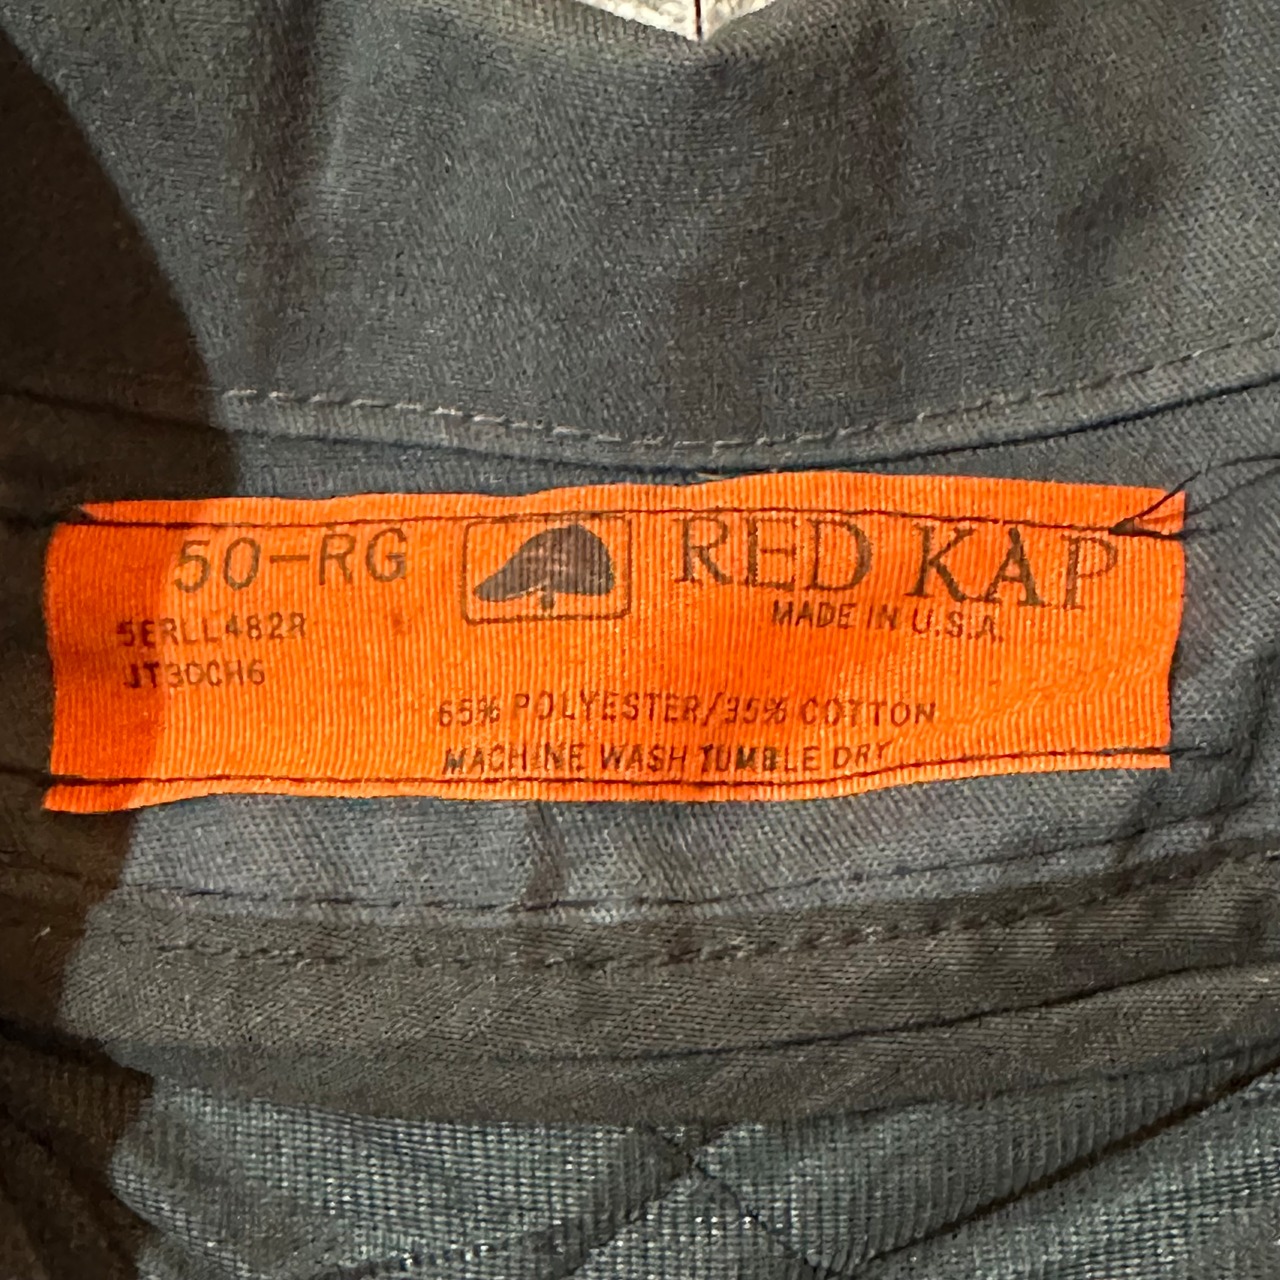 50-RG
RED KAP
MADE IN U.S.A.
5ERLL482R
JT30CH6
65% POLYESTER/35% COTTON
MACHINE WASH TUMBLE DRY